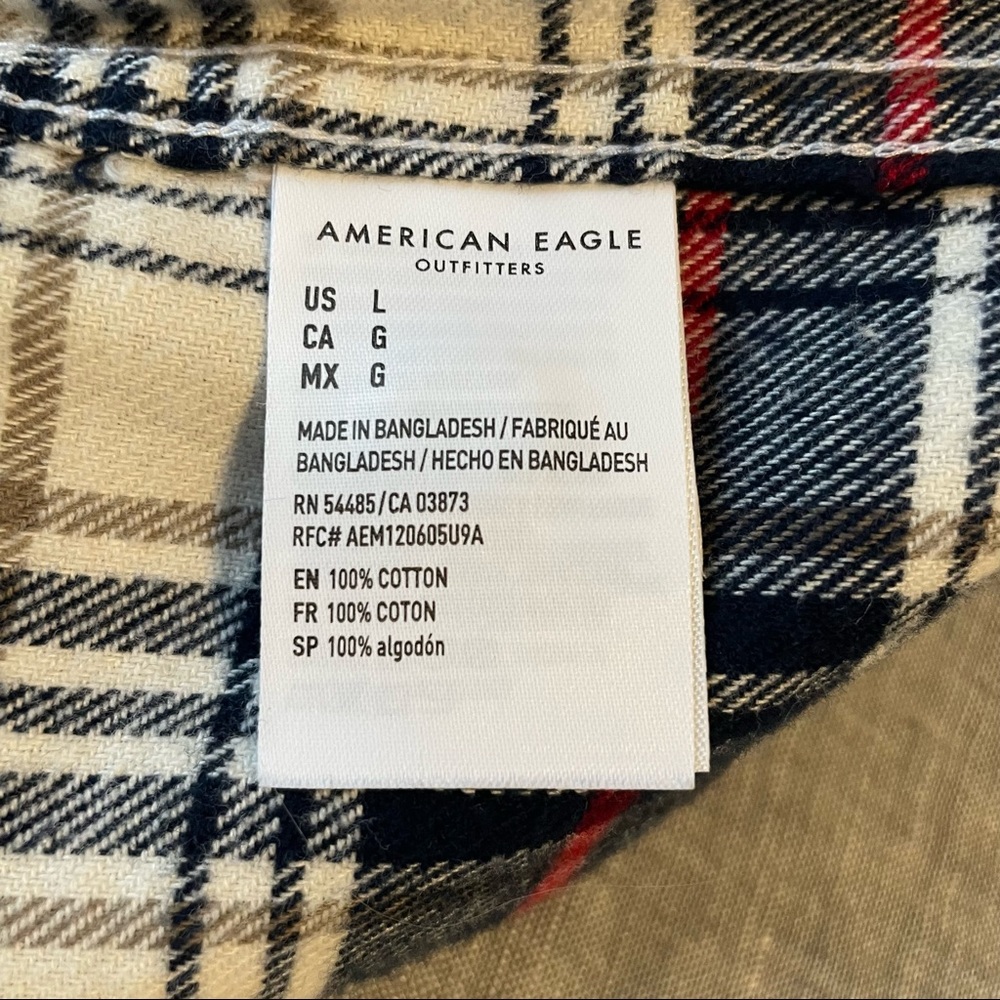 AMERICAN EAGLE
OUTFITTERS
US L
CA G
MX G
MADE IN BANGLADESH / FABRIQUÉ AU
BANGLADESH / HECHO EN BANGLADESH
RN 54485 / CA 03873
RFC# AEM120605U9A
EN 100% COTTON
FR 100% COTON
SP 100% algodón